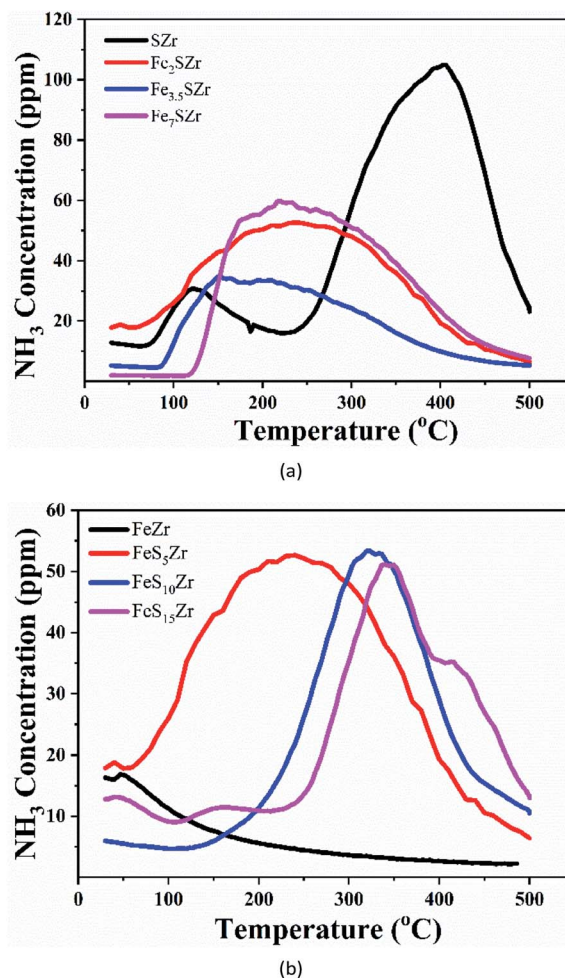 120
100
80
60
40
20
NH₃ Concentration (ppm)
SZr
Fe₂SZr
Fe₃.₅SZr
Fe₇SZr
0 100 200 300 400 500
Temperature (°C)
(a)
60
50
40
30
20
10
NH₃ Concentration (ppm)
FeZr
FeS₅Zr
FeS₁₀Zr
FeS₁₅Zr
0 100 200 300 400 500
Temperature (°C)
(b)